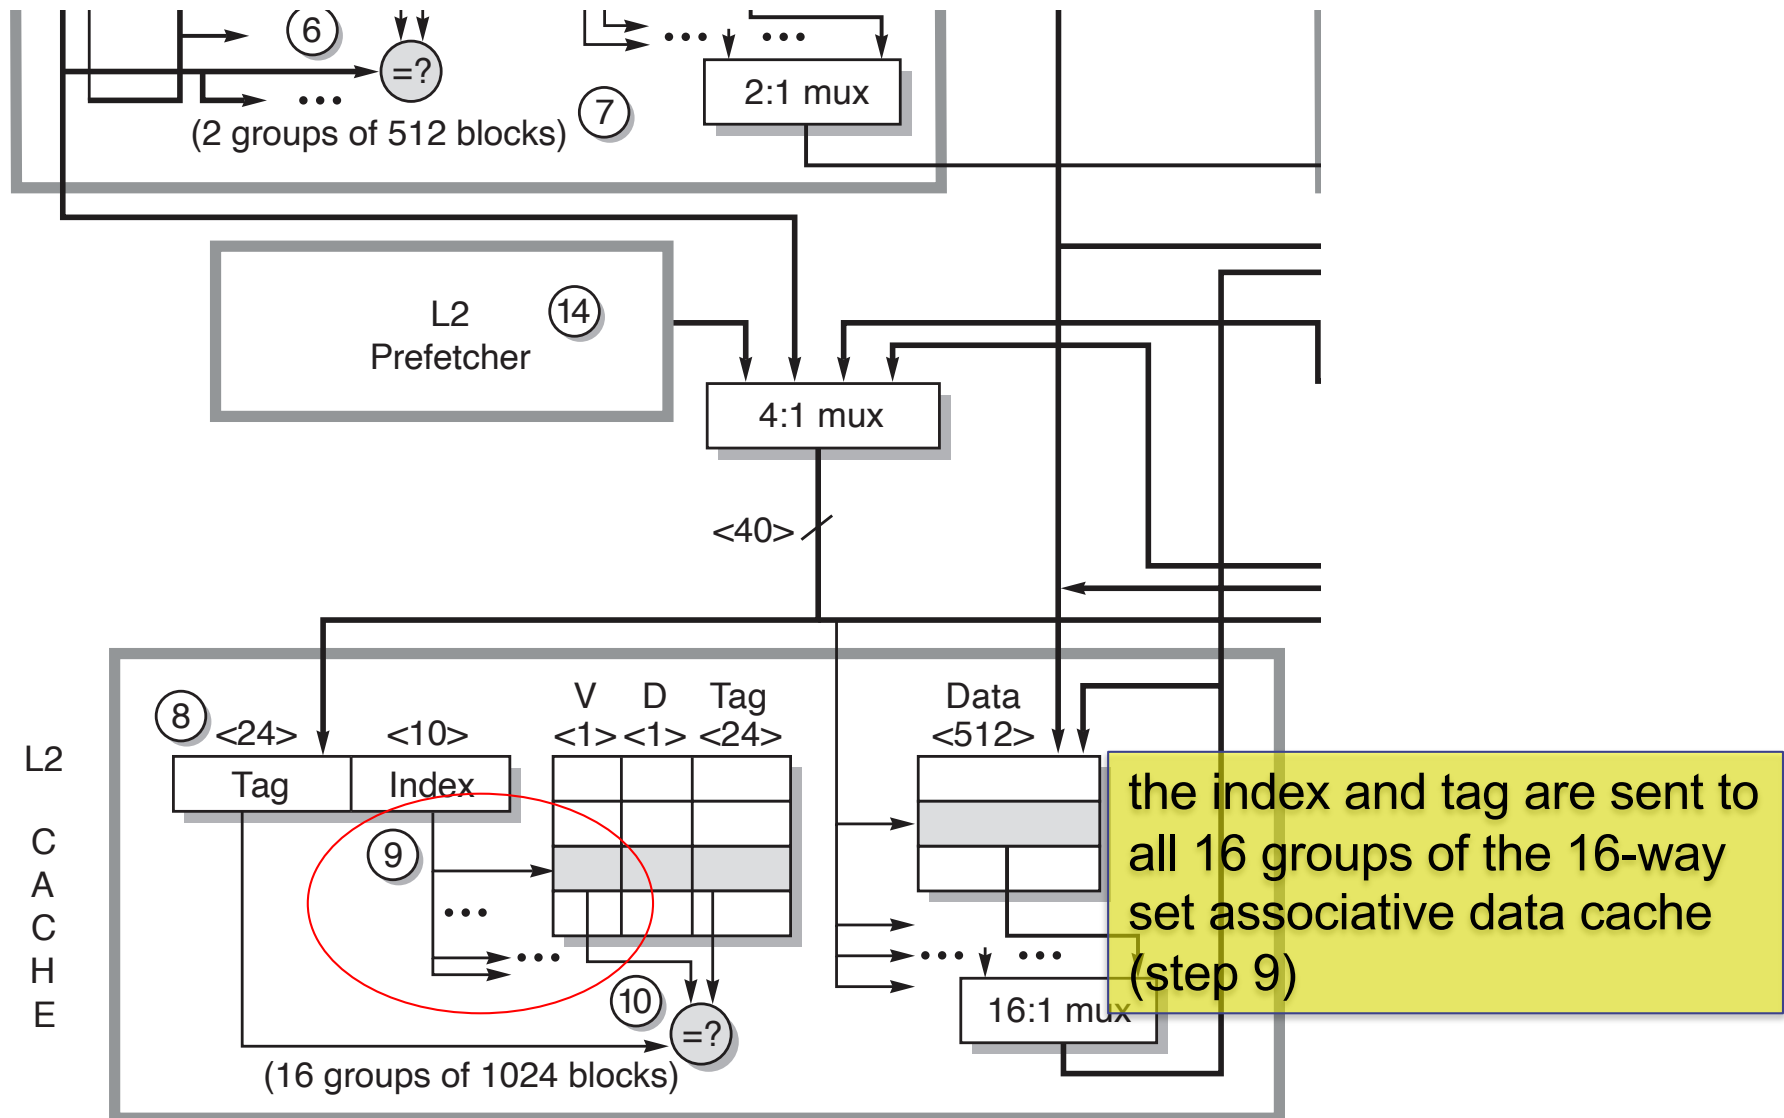 6
=?
... ...
2:1 mux
...
7
(2 groups of 512 blocks)
L2
Prefetcher
14
4:1 mux
<40>
V D Tag
Data
8 <24> <10> <1> <1> <24>
<512>
L2
CACHE
Tag Index
9
...
...
... ...
10
=?
16:1 mux
(16 groups of 1024 blocks)
the index and tag are sent to
all 16 groups of the 16-way
set associative data cache
(step 9)